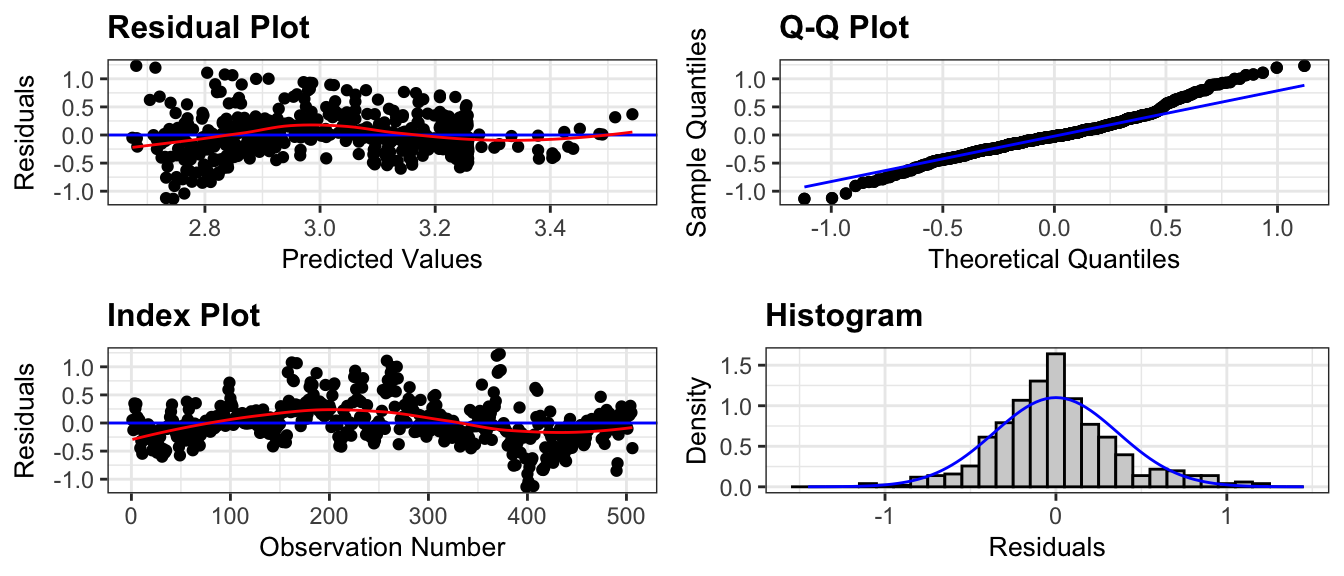 Residual Plot
Residuals
1.0
0.5
0.0
-0.5
-1.0
2.8 3.0 3.2 3.4
Predicted Values
Q-Q Plot
Sample Quantiles
1.0
0.5
0.0
-0.5
-1.0
-1.0 -0.5 0.0 0.5 1.0
Theoretical Quantiles
Index Plot
Residuals
1.0
0.5
0.0
-0.5
-1.0
0 100 200 300 400 500
Observation Number
Histogram
Density
1.5
1.0
0.5
0.0
-1 0 1
Residuals